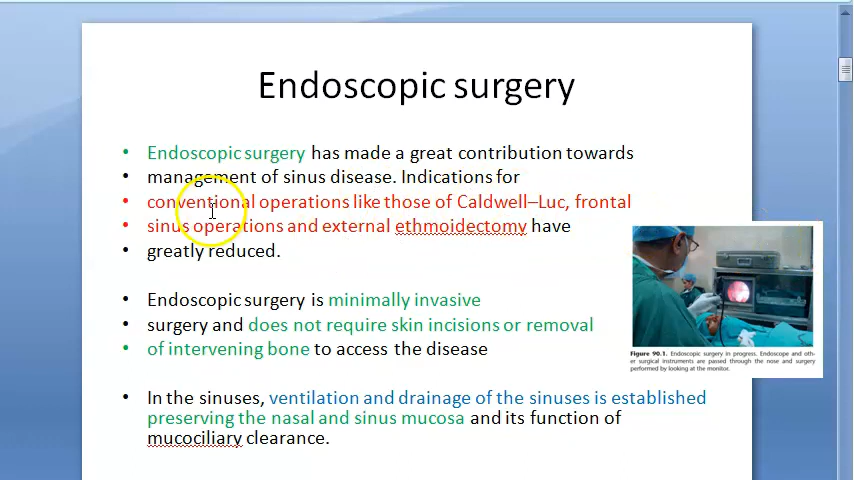 Endoscopic surgery
• Endoscopic surgery has made a great contribution towards
• management of sinus disease. Indications for
• conventional operations like those of Caldwell–Luc, frontal
• sinus operations and external ethmoidectomy have
• greatly reduced.
• Endoscopic surgery is minimally invasive
• surgery and does not require skin incisions or removal
• of intervening bone to access the disease
• In the sinuses, ventilation and drainage of the sinuses is established
preserving the nasal and sinus mucosa and its function of
mucociliary clearance.
Figure 90.1. Endoscopic surgery in progress. Endoscope and oth-
er surgical instruments are passed through the nose and surgery
performed by looking at the monitor.